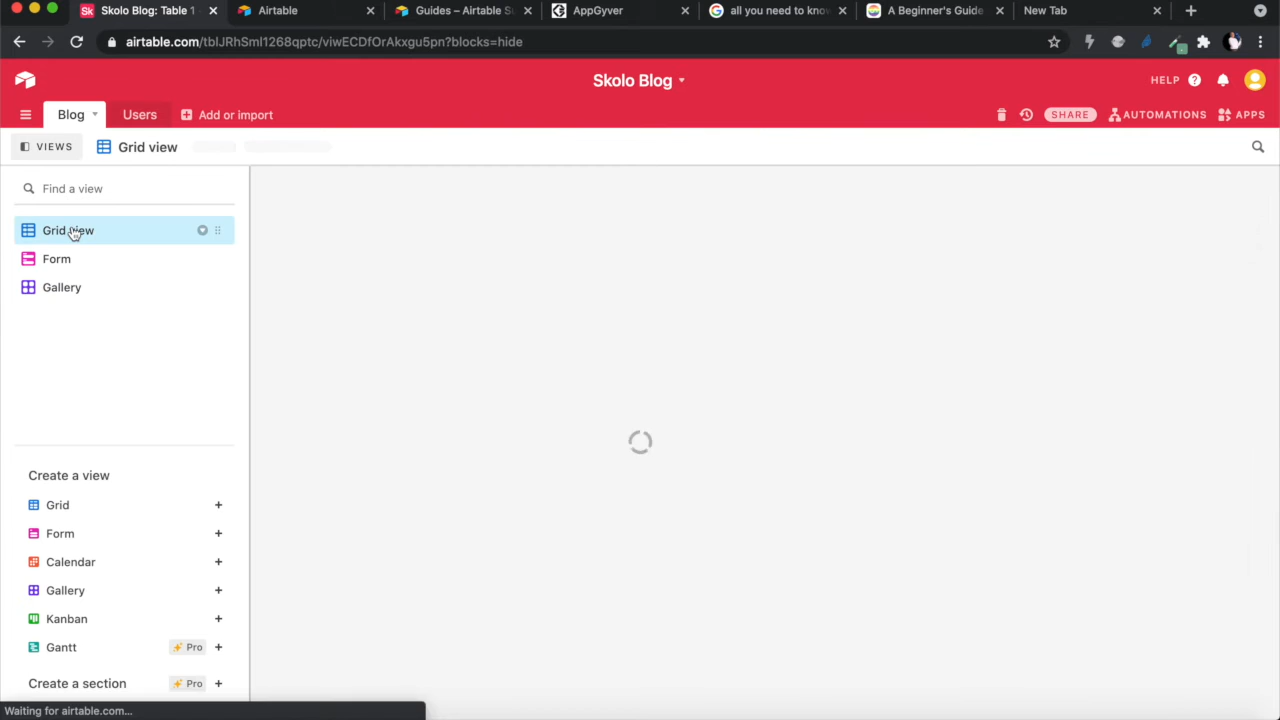 Skolo Blog: Table 1
Airtable
Guides – Airtable Su
AppGyver
all you need to know
A Beginner's Guide
New Tab
airtable.com/tblJRhSml1268qptc/viwECDfOrAkxgu5pn?blocks=hide
Skolo Blog
HELP
Blog
Users
Add or import
SHARE
AUTOMATIONS
APPS
VIEWS
Grid view
Find a view
Grid view
Form
Gallery
Create a view
Grid
Form
Calendar
Gallery
Kanban
Gantt
Pro
Create a section
Pro
Waiting for airtable.com...